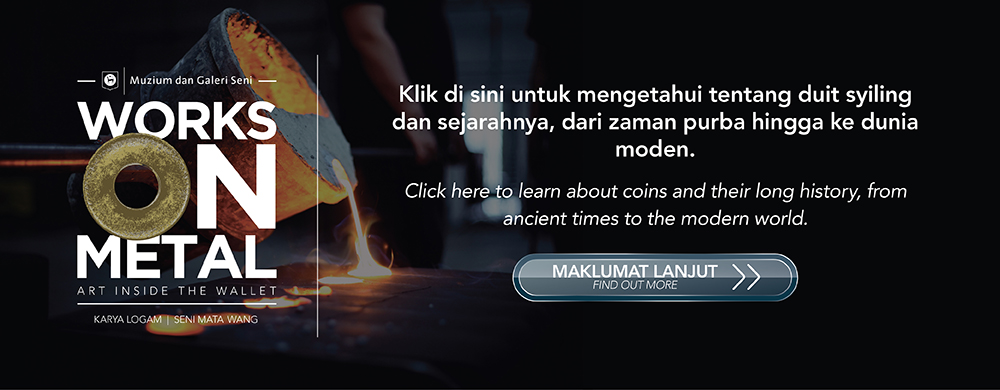 Muzium dan Galeri Seni
WORKS
ON
METAL
ART INSIDE THE WALLET
KARYA LOGAM | SENI MATA WANG
Klik di sini untuk mengetahui tentang duit syiling
dan sejarahnya, dari zaman purba hingga ke dunia
moden.
Click here to learn about coins and their long history, from
ancient times to the modern world.
MAKLUMAT LANJUT
FIND OUT MORE